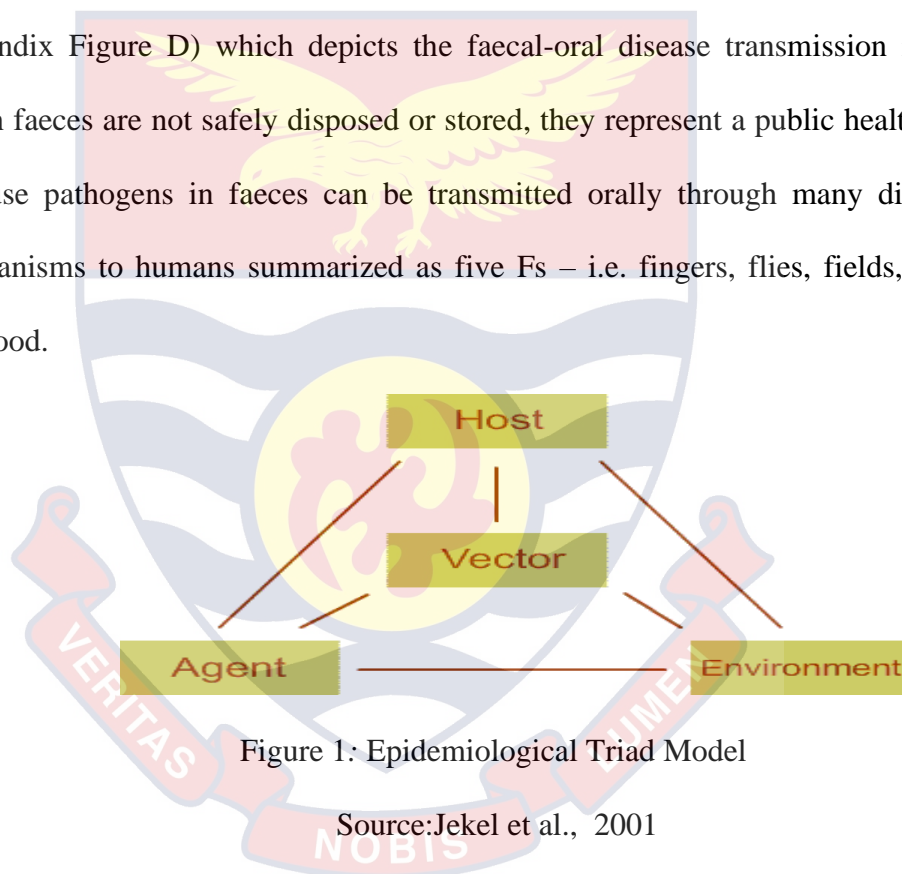 ndix Figure D) which depicts the faecal-oral disease transmission
n faeces are not safely disposed or stored, they represent a public healt
use pathogens in faeces can be transmitted orally through many di
anisms to humans summarized as five Fs – i.e. fingers, flies, fields,
ood.
Host
Vector
Agent
Environment
VERITAS
NOBIS
LUMEN
Figure 1: Epidemiological Triad Model
Source:Jekel et al., 2001